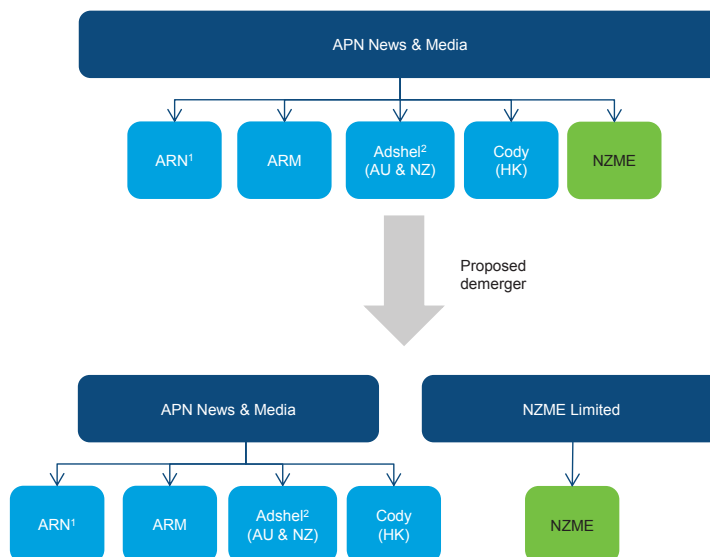 APN News & Media
ARN¹
ARM
Adshel²
(AU & NZ)
Cody
(HK)
NZME
Proposed
demerger
APN News & Media
NZME Limited
ARN¹
ARM
Adshel²
(AU & NZ)
Cody
(HK)
NZME